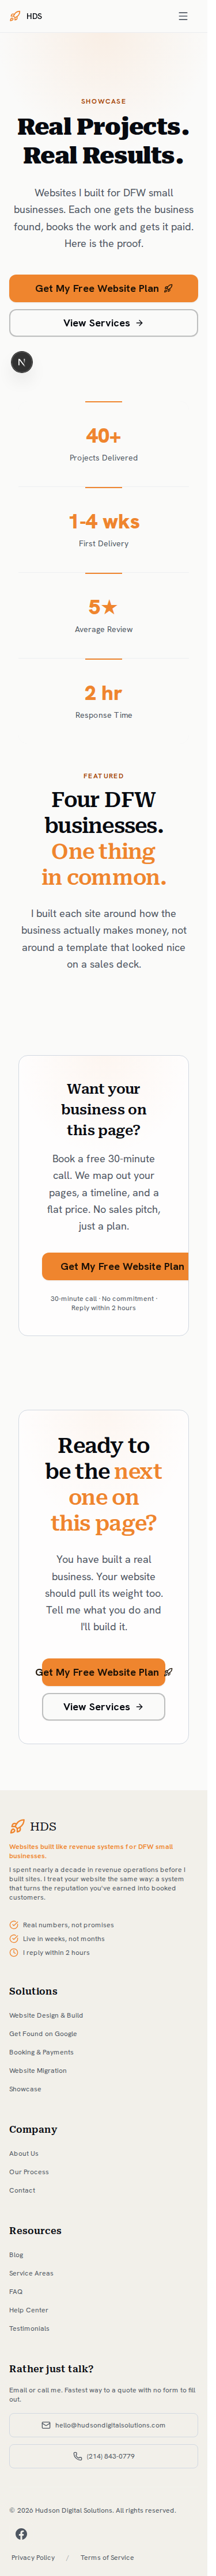 HDS
SHOWCASE
Real Projects.
Real Results.
Websites I built for DFW small
businesses. Each one gets the business
found, books the work and gets it paid.
Here is the proof.
Get My Free Website Plan
View Services →
N
40+
Projects Delivered
1-4 wks
First Delivery
5★
Average Review
2 hr
Response Time
FEATURED
Four DFW
businesses.
One thing
in common.
I built each site around how the
business actually makes money, not
around a template that looked nice
on a sales deck.
Want your
business on
this page?
Book a free 30-minute
call. We map out your
pages, a timeline, and a
flat price. No sales pitch,
just a plan.
Get My Free Website Plan
30-minute call · No commitment ·
Reply within 2 hours
Ready to
be the next
one on
this page?
You have built a real
business. Your website
should pull its weight too.
Tell me what you do and
I'll build it.
Get My Free Website Plan
View Services →
HDS
Websites built like revenue systems for DFW small
businesses.
I spent nearly a decade in revenue operations before I
built sites. I treat your website the same way: a system
that turns the reputation you've earned into booked
customers.
Real numbers, not promises
Live in weeks, not months
I reply within 2 hours
Solutions
Website Design & Build
Get Found on Google
Booking & Payments
Website Migration
Showcase
Company
About Us
Our Process
Contact
Resources
Blog
Service Areas
FAQ
Help Center
Testimonials
Rather just talk?
Email or call me. Fastest way to a quote with no form to fill
out.
hello@hudsondigitalsolutions.com
(214) 843-0779
© 2026 Hudson Digital Solutions. All rights reserved.
Privacy Policy / Terms of Service